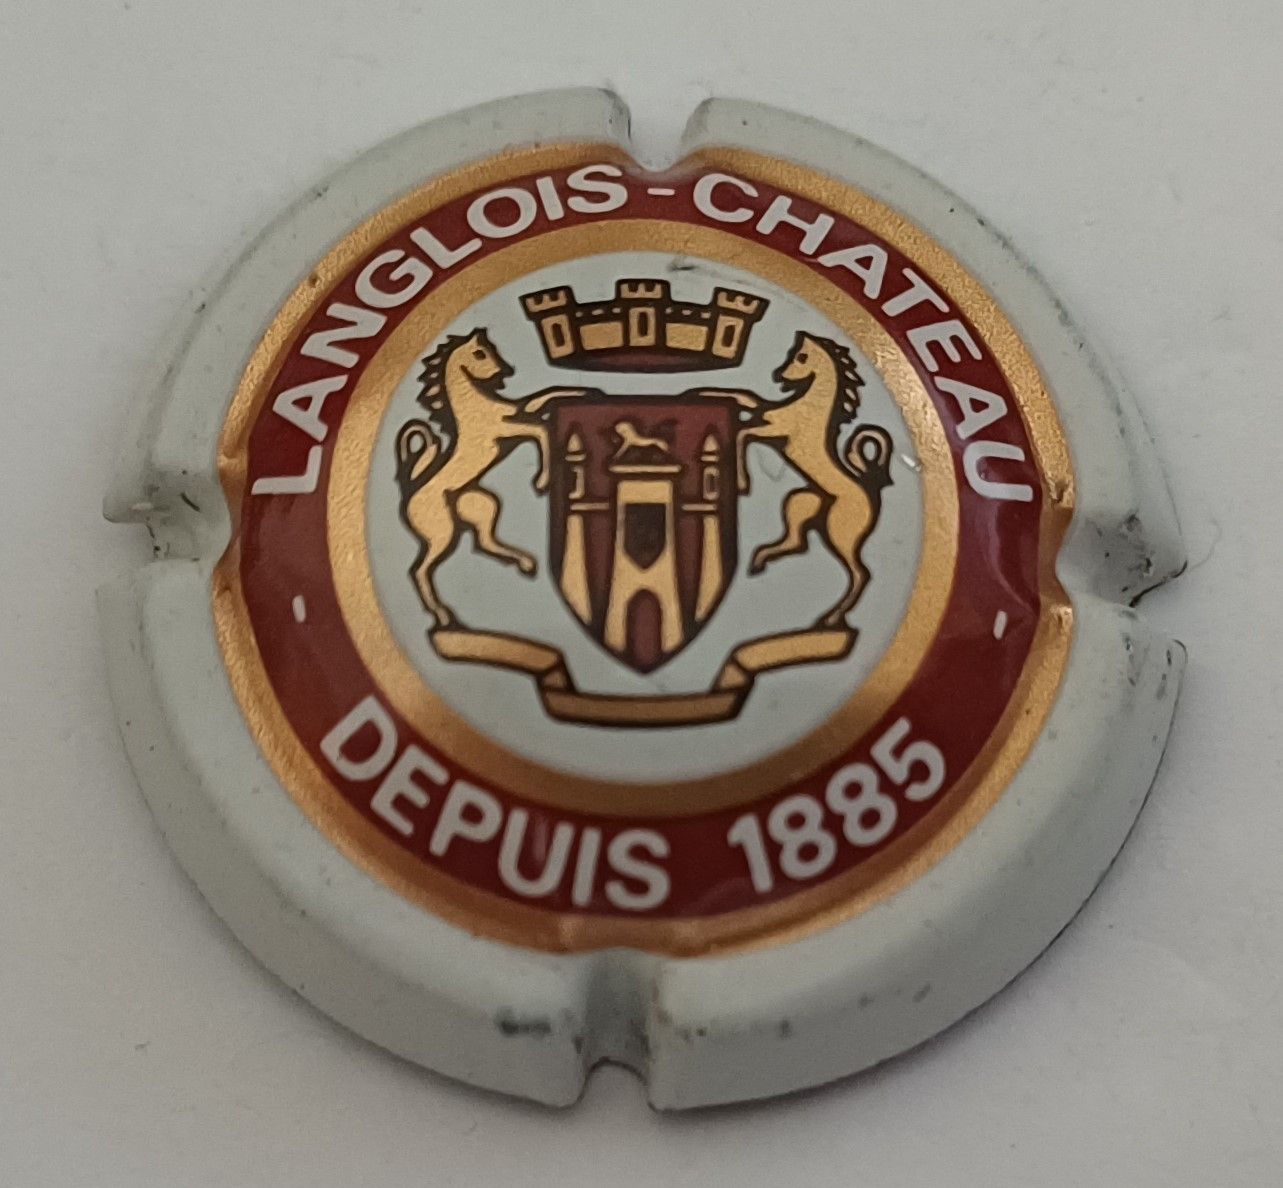 LANGLOIS - CHATEAU
- DEPUIS 1885 -